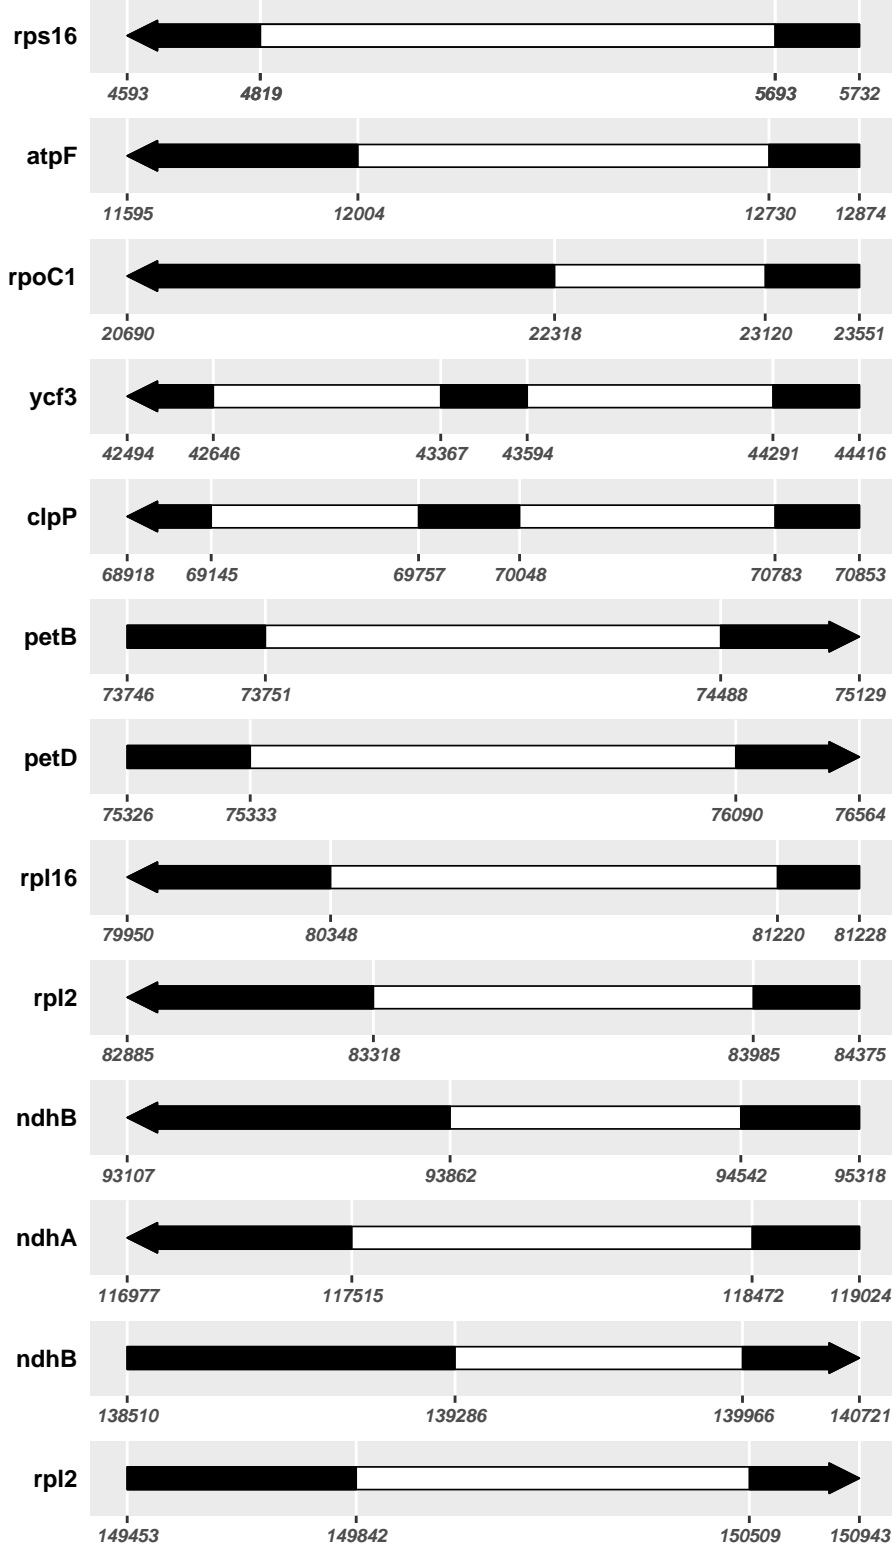 rps16
4593 4819 5693 5732
atpF
11595 12004 12730 12874
rpoC1
20690 22318 23120 23551
ycf3
42494 42646 43367 43594 44291 44416
clpP
68918 69145 69757 70048 70783 70853
petB
73746 73751 74488 75129
petD
75326 75333 76090 76564
rpl16
79950 80348 81220 81228
rpl2
82885 83318 83985 84375
ndhB
93107 93862 94542 95318
ndhA
116977 117515 118472 119024
ndhB
138510 139286 139966 140721
rpl2
149453 149842 150509 150943